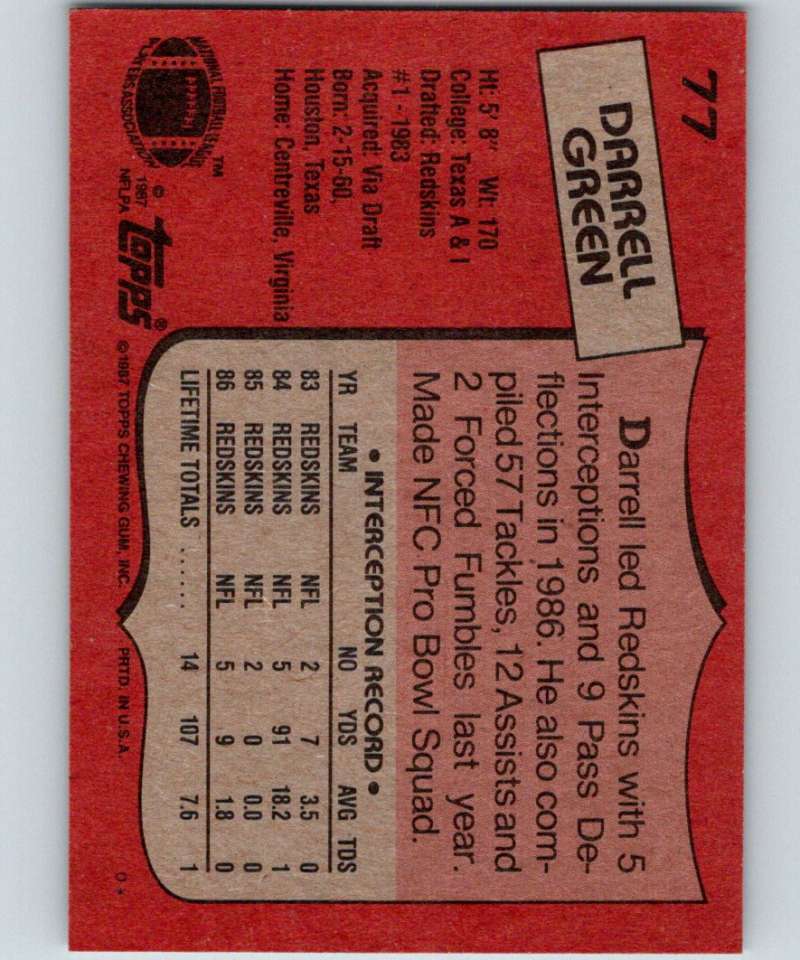 77
DARRELL
GREEN
Ht: 5' 8" Wt: 170
College: Texas A & I
Drafted: Redskins
#1 - 1983
Acquired: Via Draft
Born: 2-15-60,
Houston, Texas
Home: Centreville, Virginia
NATIONAL FOOTBALL LEAGUE
PLAYERS ASSOCIATION
™
© 1987
NFLPA
topps®
Darrell led Redskins with 5
Interceptions and 9 Pass De-
flections in 1986. He also com-
piled 57 Tackles, 12 Assists and
2 Forced Fumbles last year.
Made NFC Pro Bowl Squad.
• INTERCEPTION RECORD •
YR TEAM NO YDS AVG TDS
83 REDSKINS NFL 2 7 3.5 0
84 REDSKINS NFL 5 91 18.2 1
85 REDSKINS NFL 2 0 0.0 0
86 REDSKINS NFL 5 9 1.8 0
LIFETIME TOTALS ...... 14 107 7.6 1
© 1987 TOPPS CHEWING GUM, INC. PRTD. IN U.S.A. D*